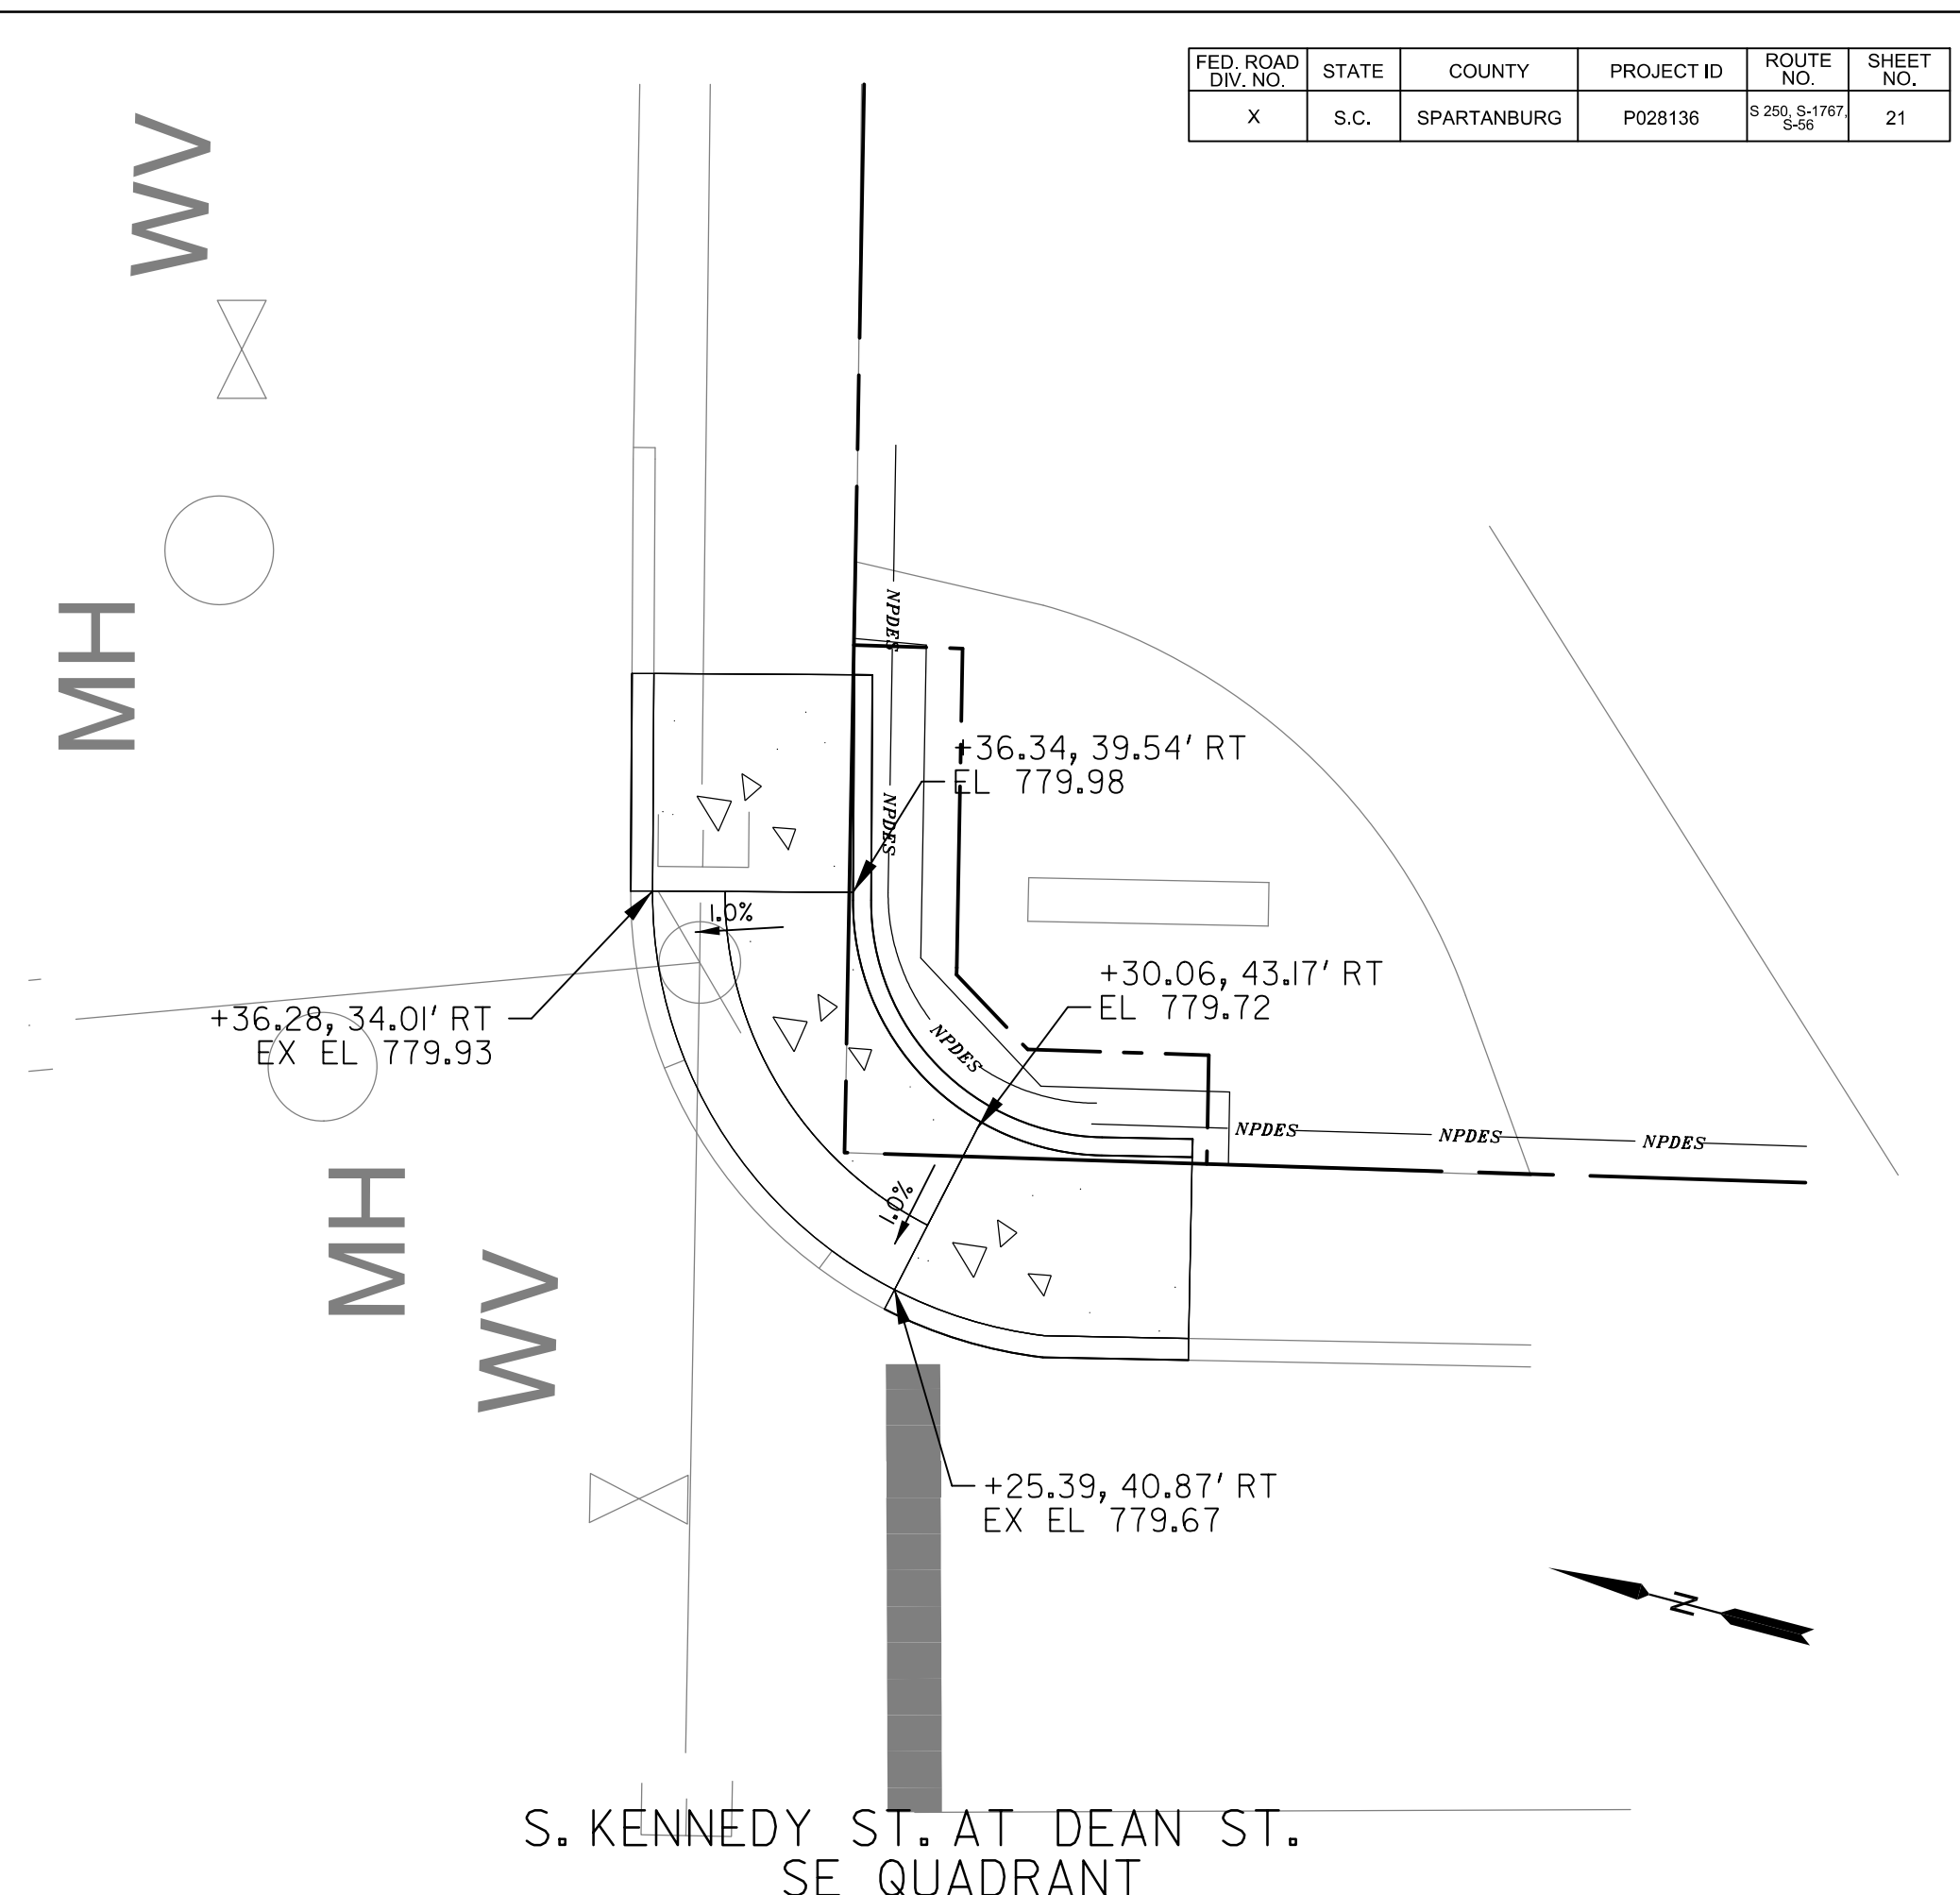 FED. ROAD DIV. NO. STATE COUNTY PROJECT ID ROUTE NO. SHEET NO.
X S.C. SPARTANBURG P028136 S 250, S-1767, S-56 21
WV
MH
NPDES
+36.34, 39.54' RT
EL 779.98
NPDES
1.0%
+30.06, 43.17' RT
EL 779.72
+36.28, 34.01' RT
EX EL 779.93
NPDES
NPDES NPDES NPDES
1.0%
MH
WV
+25.39, 40.87' RT
EX EL 779.67
N
S. KENNEDY ST. AT DEAN ST.
SE QUADRANT